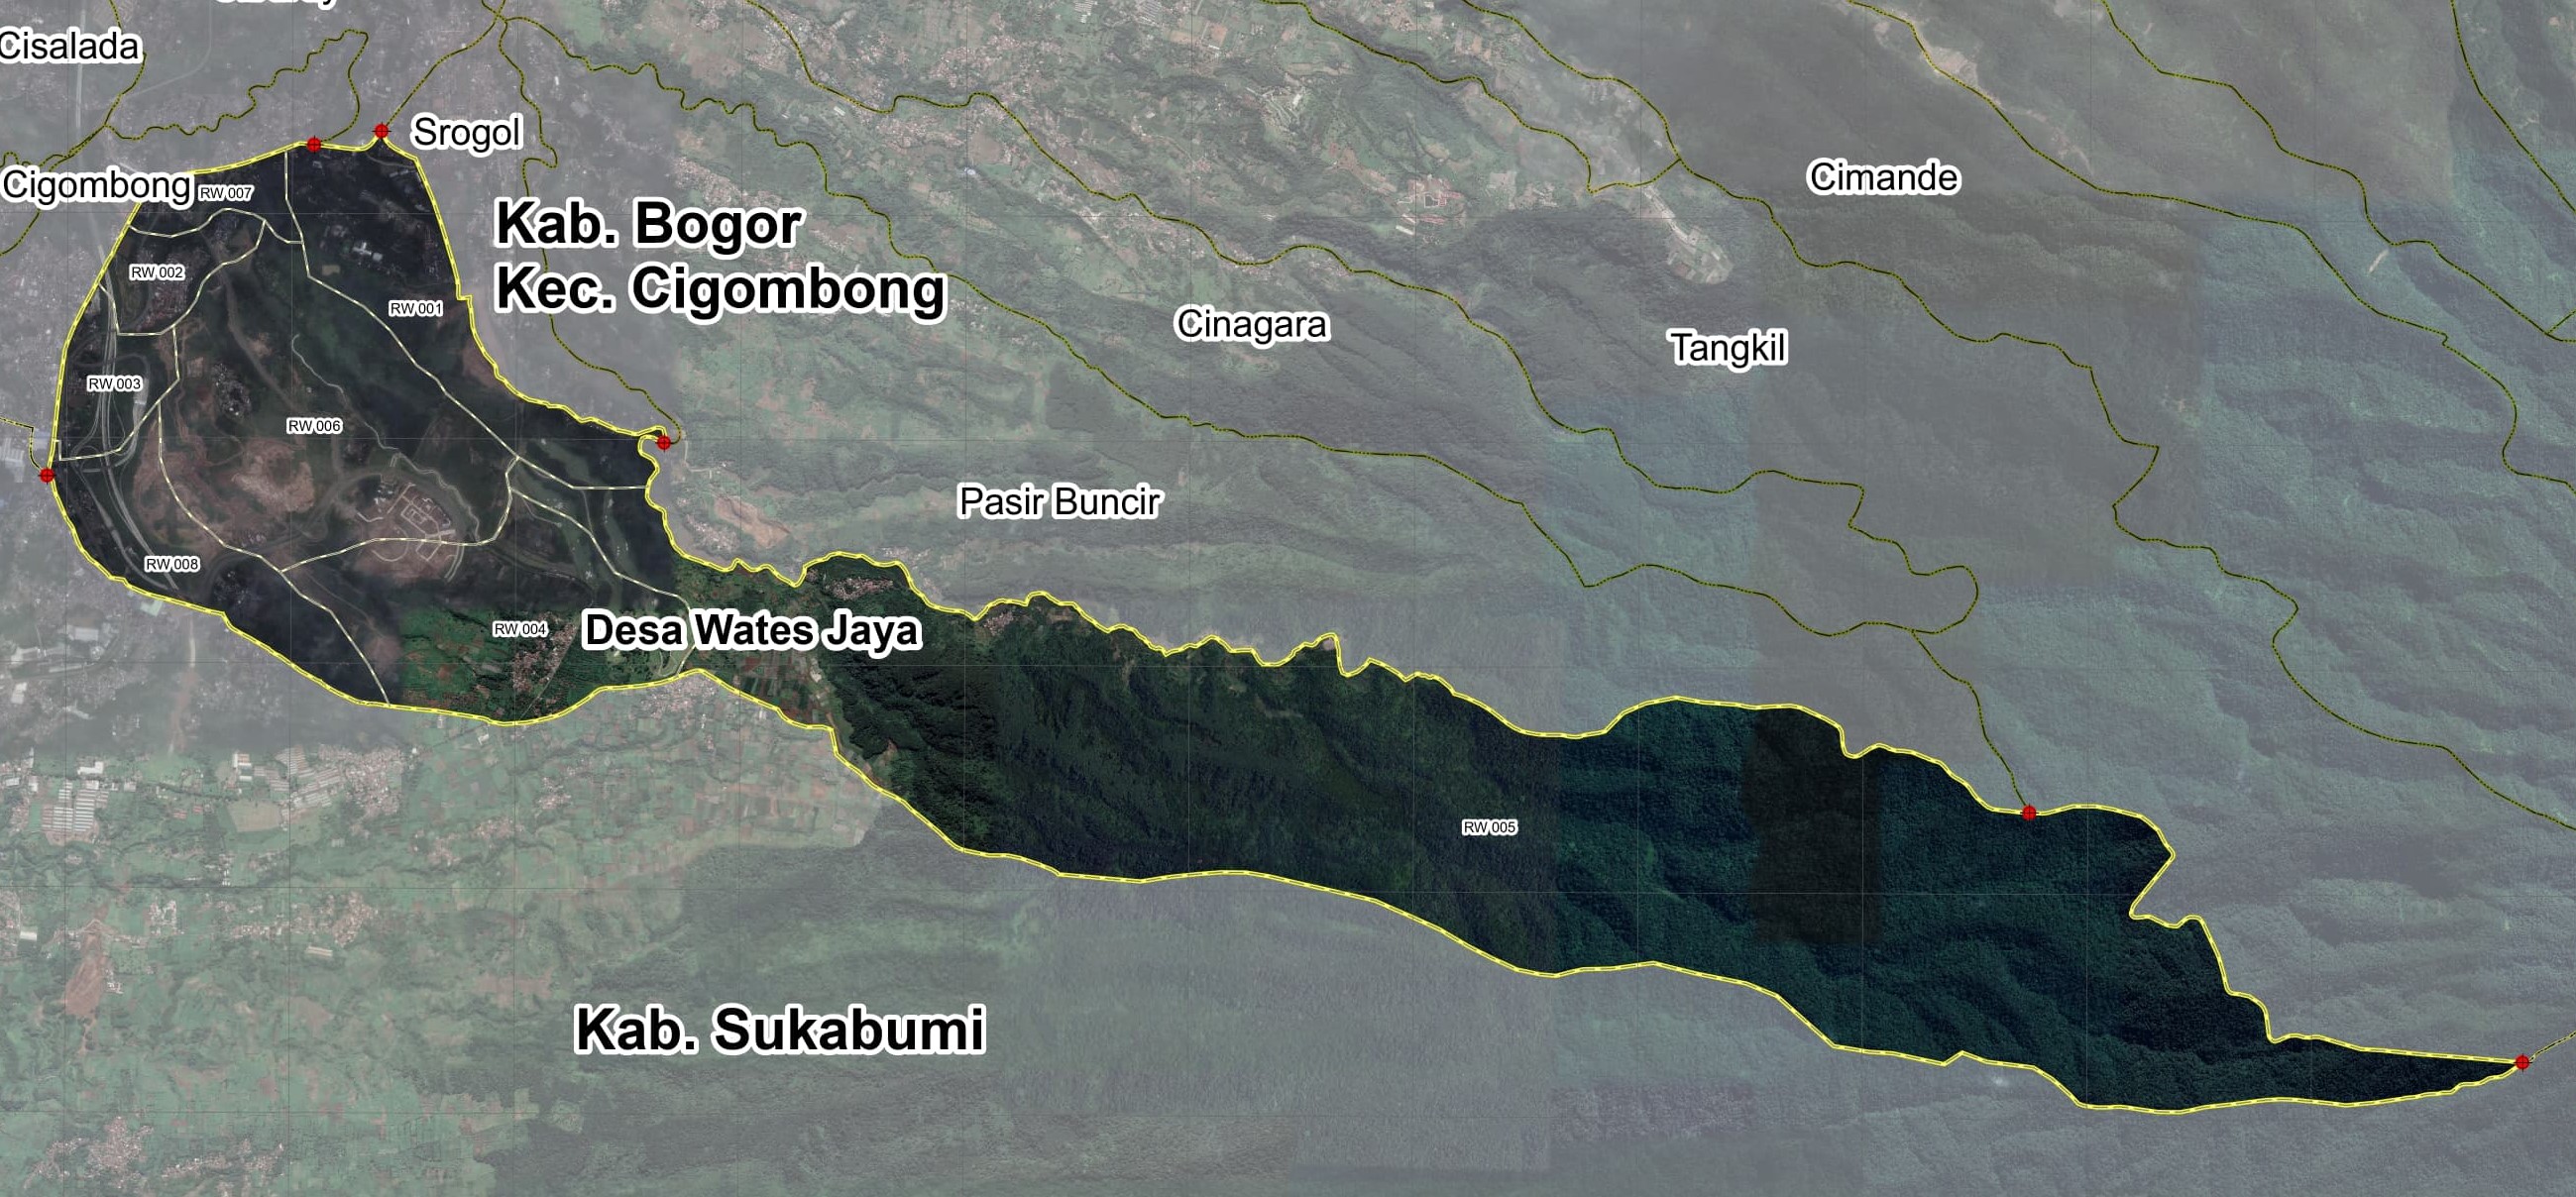 Cisalada
Srogol
Cigombong
RW 007
Cimande
Kab. Bogor
Kec. Cigombong
RW 002
RW 001
Cinagara
Tangkil
RW 003
RW 006
Pasir Buncir
RW 008
RW 004
Desa Wates Jaya
RW 005
Kab. Sukabumi